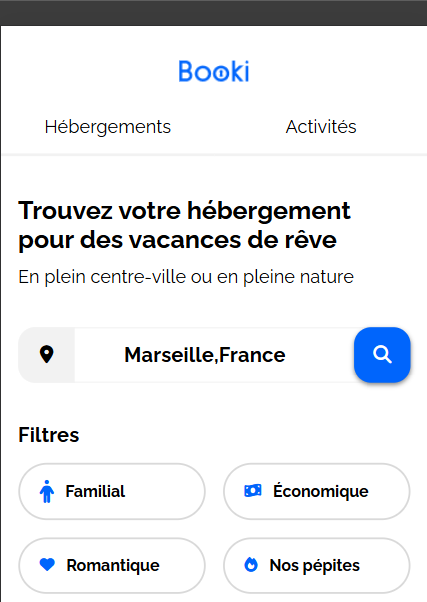 Booki
Hébergements
Activités
Trouvez votre hébergement
pour des vacances de rêve
En plein centre-ville ou en pleine nature
Marseille,France
Filtres
Familial
Économique
Romantique
Nos pépites